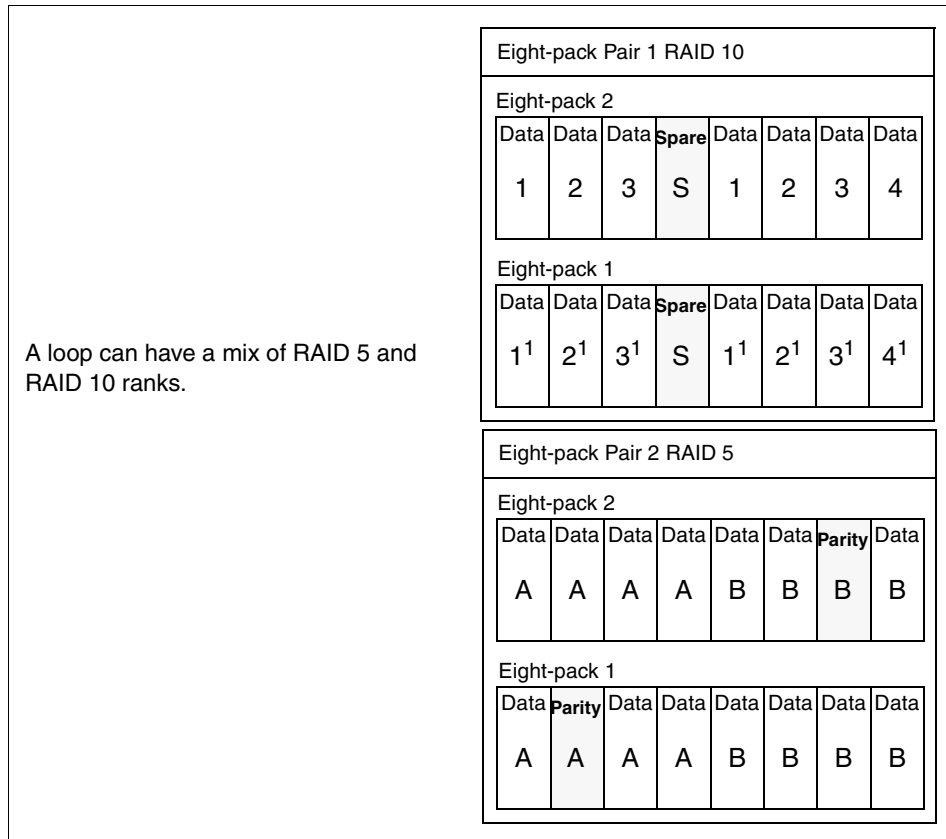 A loop can have a mix of RAID 5 and
RAID 10 ranks.
Eight-pack Pair 1 RAID 10
Eight-pack 2
Data Data Data Spare Data Data Data Data
1 2 3 S 1 2 3 4
Eight-pack 1
Data Data Data Spare Data Data Data Data
1¹ 2¹ 3¹ S 1¹ 2¹ 3¹ 4¹
Eight-pack Pair 2 RAID 5
Eight-pack 2
Data Data Data Data Data Data Parity Data
A A A A B B B B
Eight-pack 1
Data Parity Data Data Data Data Data Data
A A A A B B B B